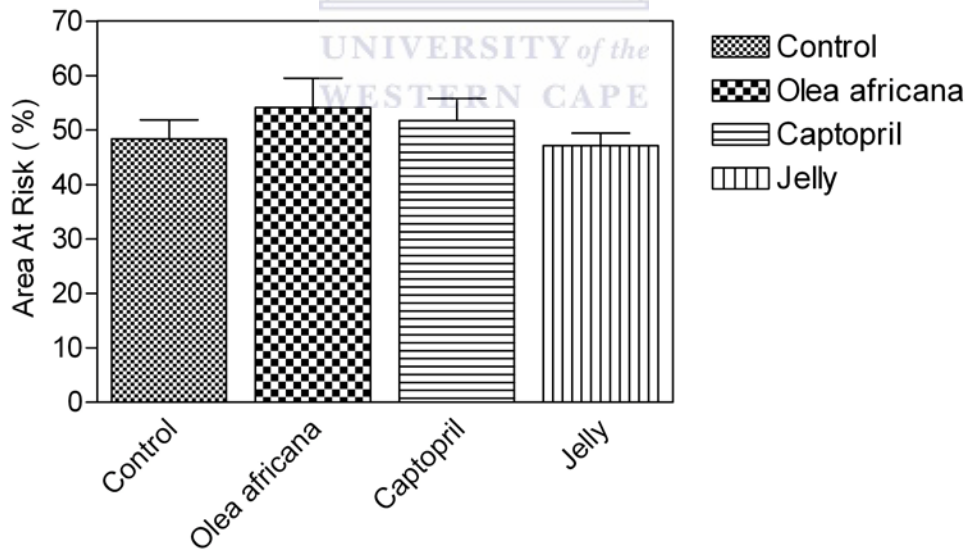 UNIVERSITY of the
WESTERN CAPE
70
60
50
40
30
20
10
0
Area At Risk ( %)
Control
Olea africana
Captopril
Jelly
Control
Olea africana
Captopril
Jelly